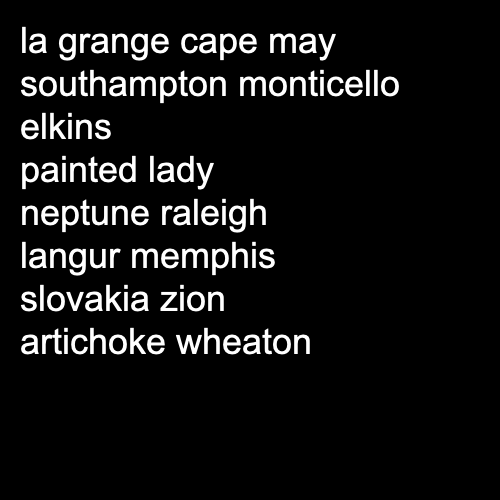 la grange cape may
southampton monticello
elkins
painted lady
neptune raleigh
langur memphis
slovakia zion
artichoke wheaton